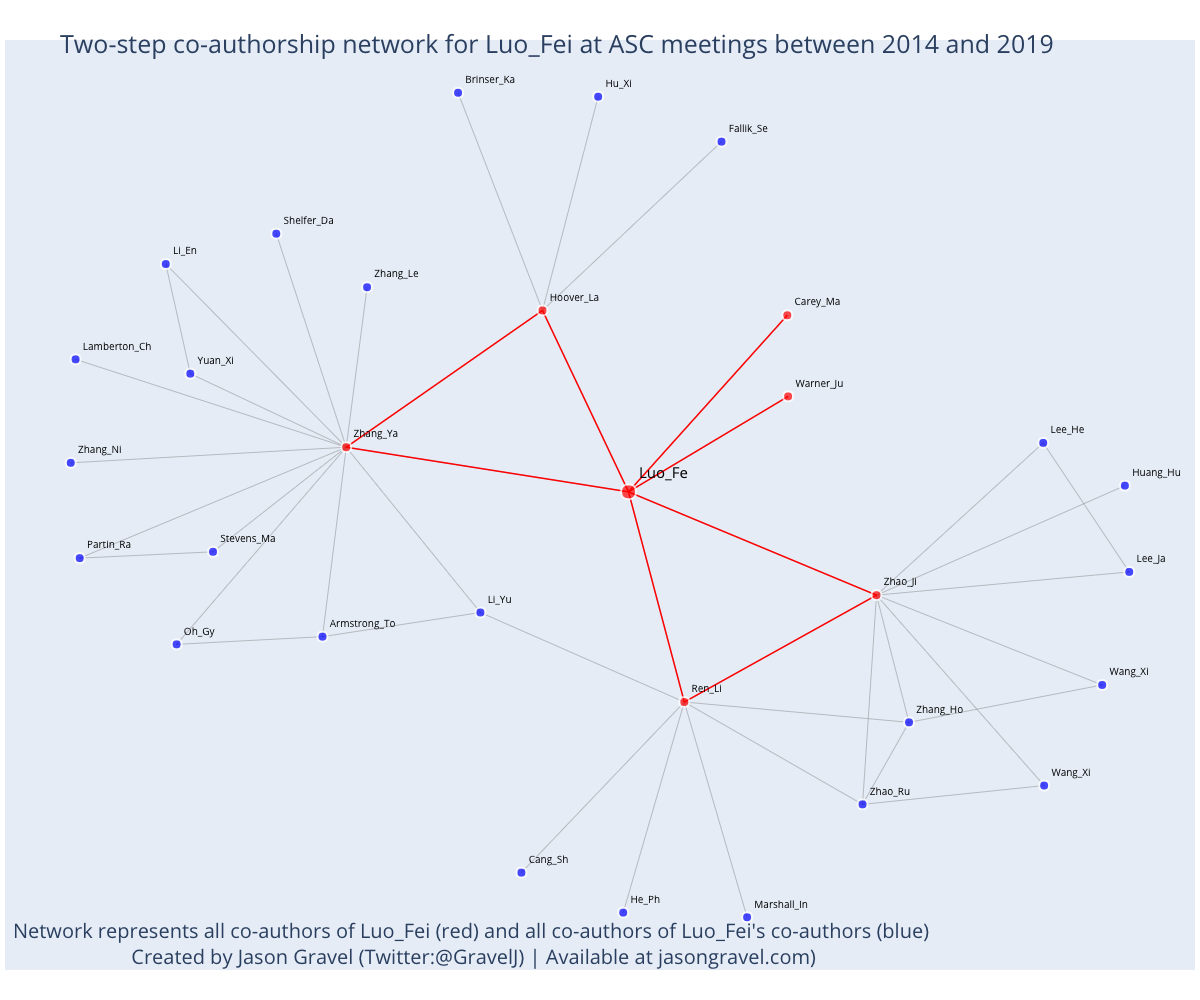 Two-step co-authorship network for Luo_Fei at ASC meetings between 2014 and 2019
Brinser_Ka
Hu_Xi
Fallik_Se
Shelfer_Da
Li_En
Zhang_Le
Hoover_La
Carey_Ma
Lamberton_Ch
Yuan_Xi
Warner_Ju
Zhang_Ya
Lee_He
Zhang_Ni
Luo_Fe
Huang_Hu
Stevens_Ma
Partin_Ra
Lee_Ja
Zhao_JI
Li_Yu
Armstrong_To
Oh_Gy
Wang_Xi
Ren_Li
Zhang_Ho
Wang_Xi
Zhao_Ru
Cang_Sh
He_Ph
Marshall_In
Network represents all co-authors of Luo_Fei (red) and all co-authors of Luo_Fei's co-authors (blue)
Created by Jason Gravel (Twitter:@GravelJ) | Available at jasongravel.com)